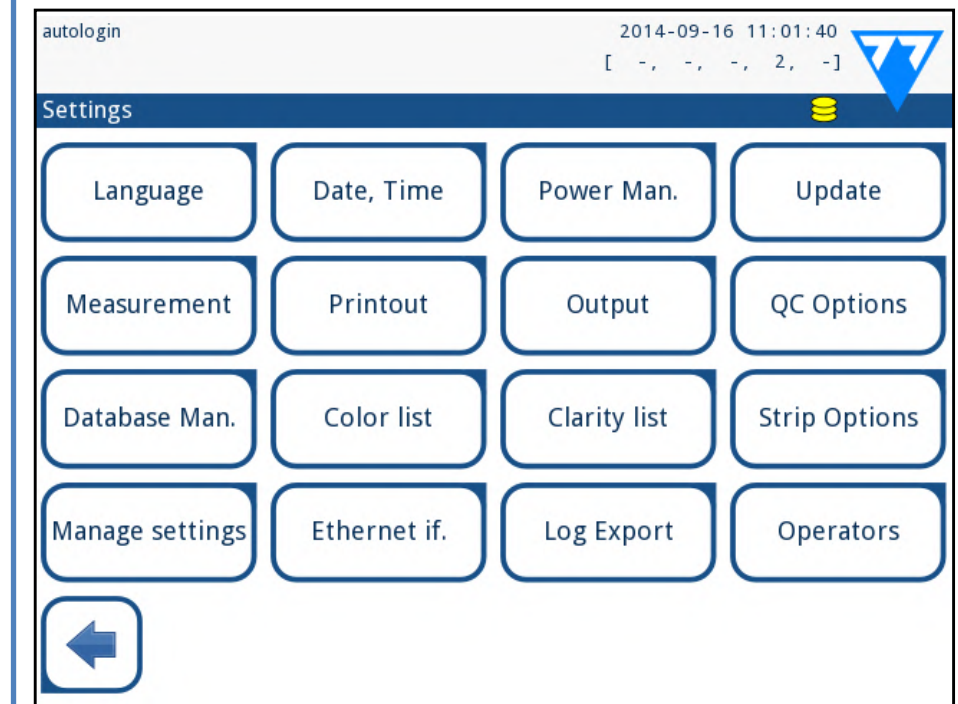 autologin 2014-09-16 11:01:40
[ -, -, -, 2, -]
Settings
Language Date, Time Power Man. Update
Measurement Printout Output QC Options
Database Man. Color list Clarity list Strip Options
Manage settings Ethernet if. Log Export Operators